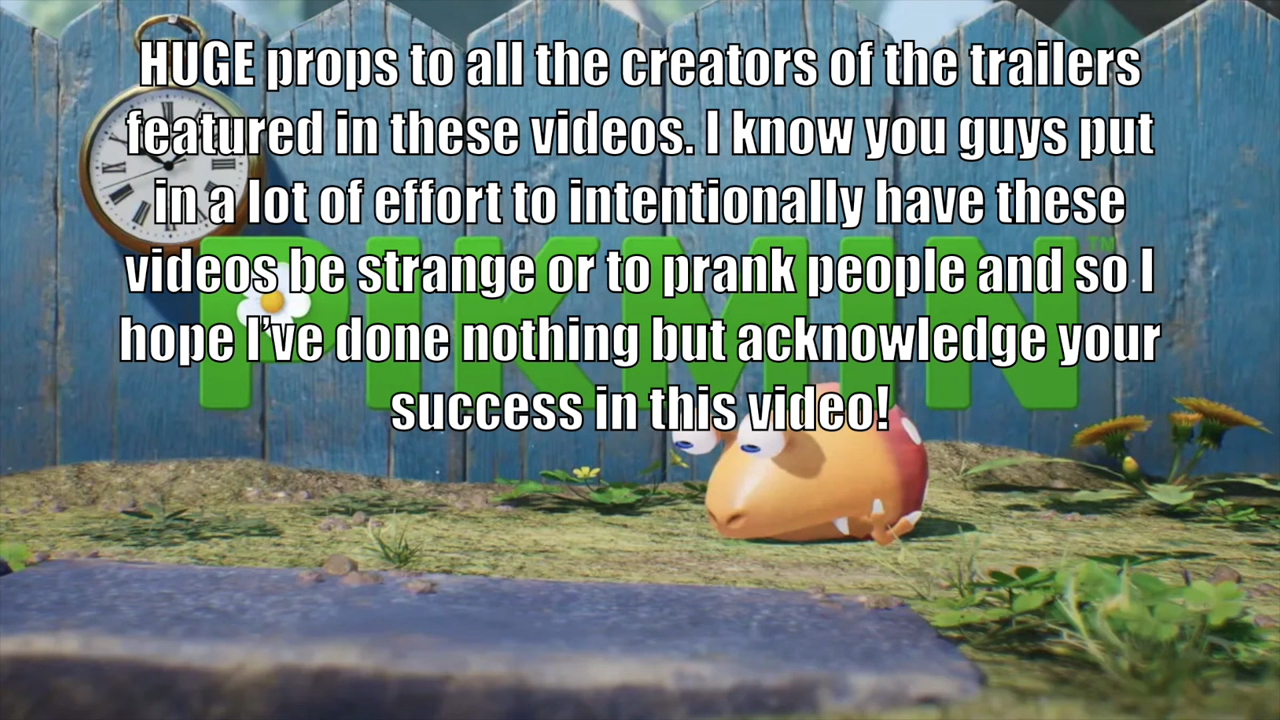 HUGE props to all the creators of the trailers
featured in these videos. I know you guys put
in a lot of effort to intentionally have these
videos be strange or to prank people and so I
hope I’ve done nothing but acknowledge your
success in this video!
PIKMIN™